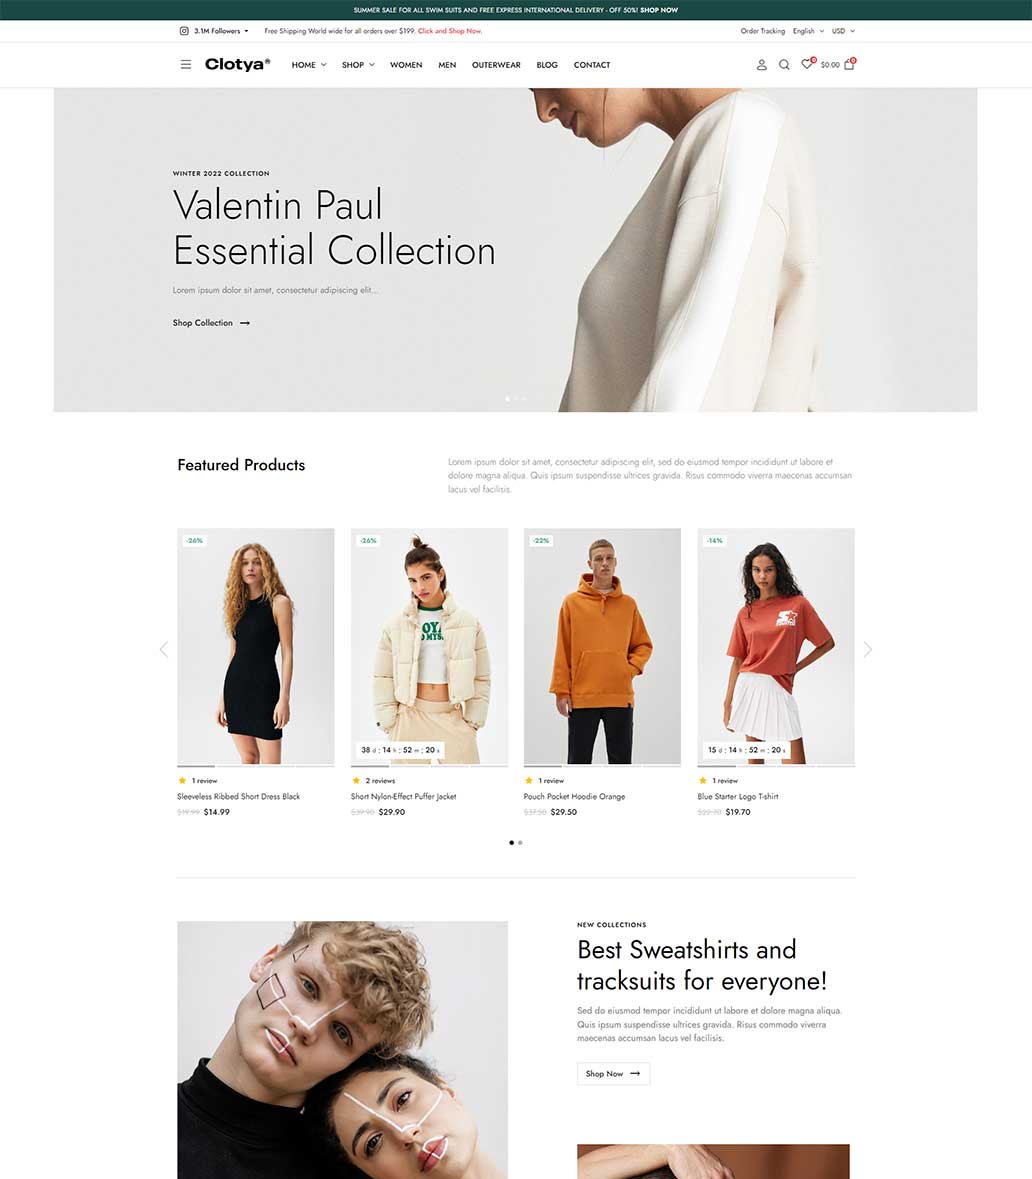 SUMMER SALE FOR ALL SWIM SUITS AND FREE EXPRESS INTERNATIONAL DELIVERY - OFF 50%! SHOP NOW
3.1M Followers Free Shipping World wide for all orders over $199. Click and Shop Now. Order Tracking English USD
Clotya® HOME SHOP WOMEN MEN OUTERWEAR BLOG CONTACT 0 $0.00 0
WINTER 2022 COLLECTION
Valentin Paul
Essential Collection
Lorem ipsum dolor sit amet, consectetur adipiscing elit...
Shop Collection
Featured Products
Lorem ipsum dolor sit amet, consectetur adipiscing elit, sed do eiusmod tempor incididunt ut labore et
dolore magna aliqua. Quis ipsum suspendisse ultrices gravida. Risus commodo viverra maecenas accumsan
lacus vel facilisis.
-26% -26% -22% -14%
38 d : 14 h : 52 m : 20 s 15 d : 14 h : 52 m : 20 s
1 review 2 reviews 1 review 1 review
Sleeveless Ribbed Short Dress Black Short Nylon-Effect Puffer Jacket Pouch Pocket Hoodie Orange Blue Starter Logo T-shirt
$19.99 $14.99 $39.90 $29.90 $37.50 $29.50 $22.70 $19.70
NEW COLLECTIONS
Best Sweatshirts and
tracksuits for everyone!
Sed do eiusmod tempor incididunt ut labore et dolore magna aliqua.
Quis ipsum suspendisse ultrices gravida. Risus commodo viverra
maecenas accumsan lacus vel facilisis.
Shop Now